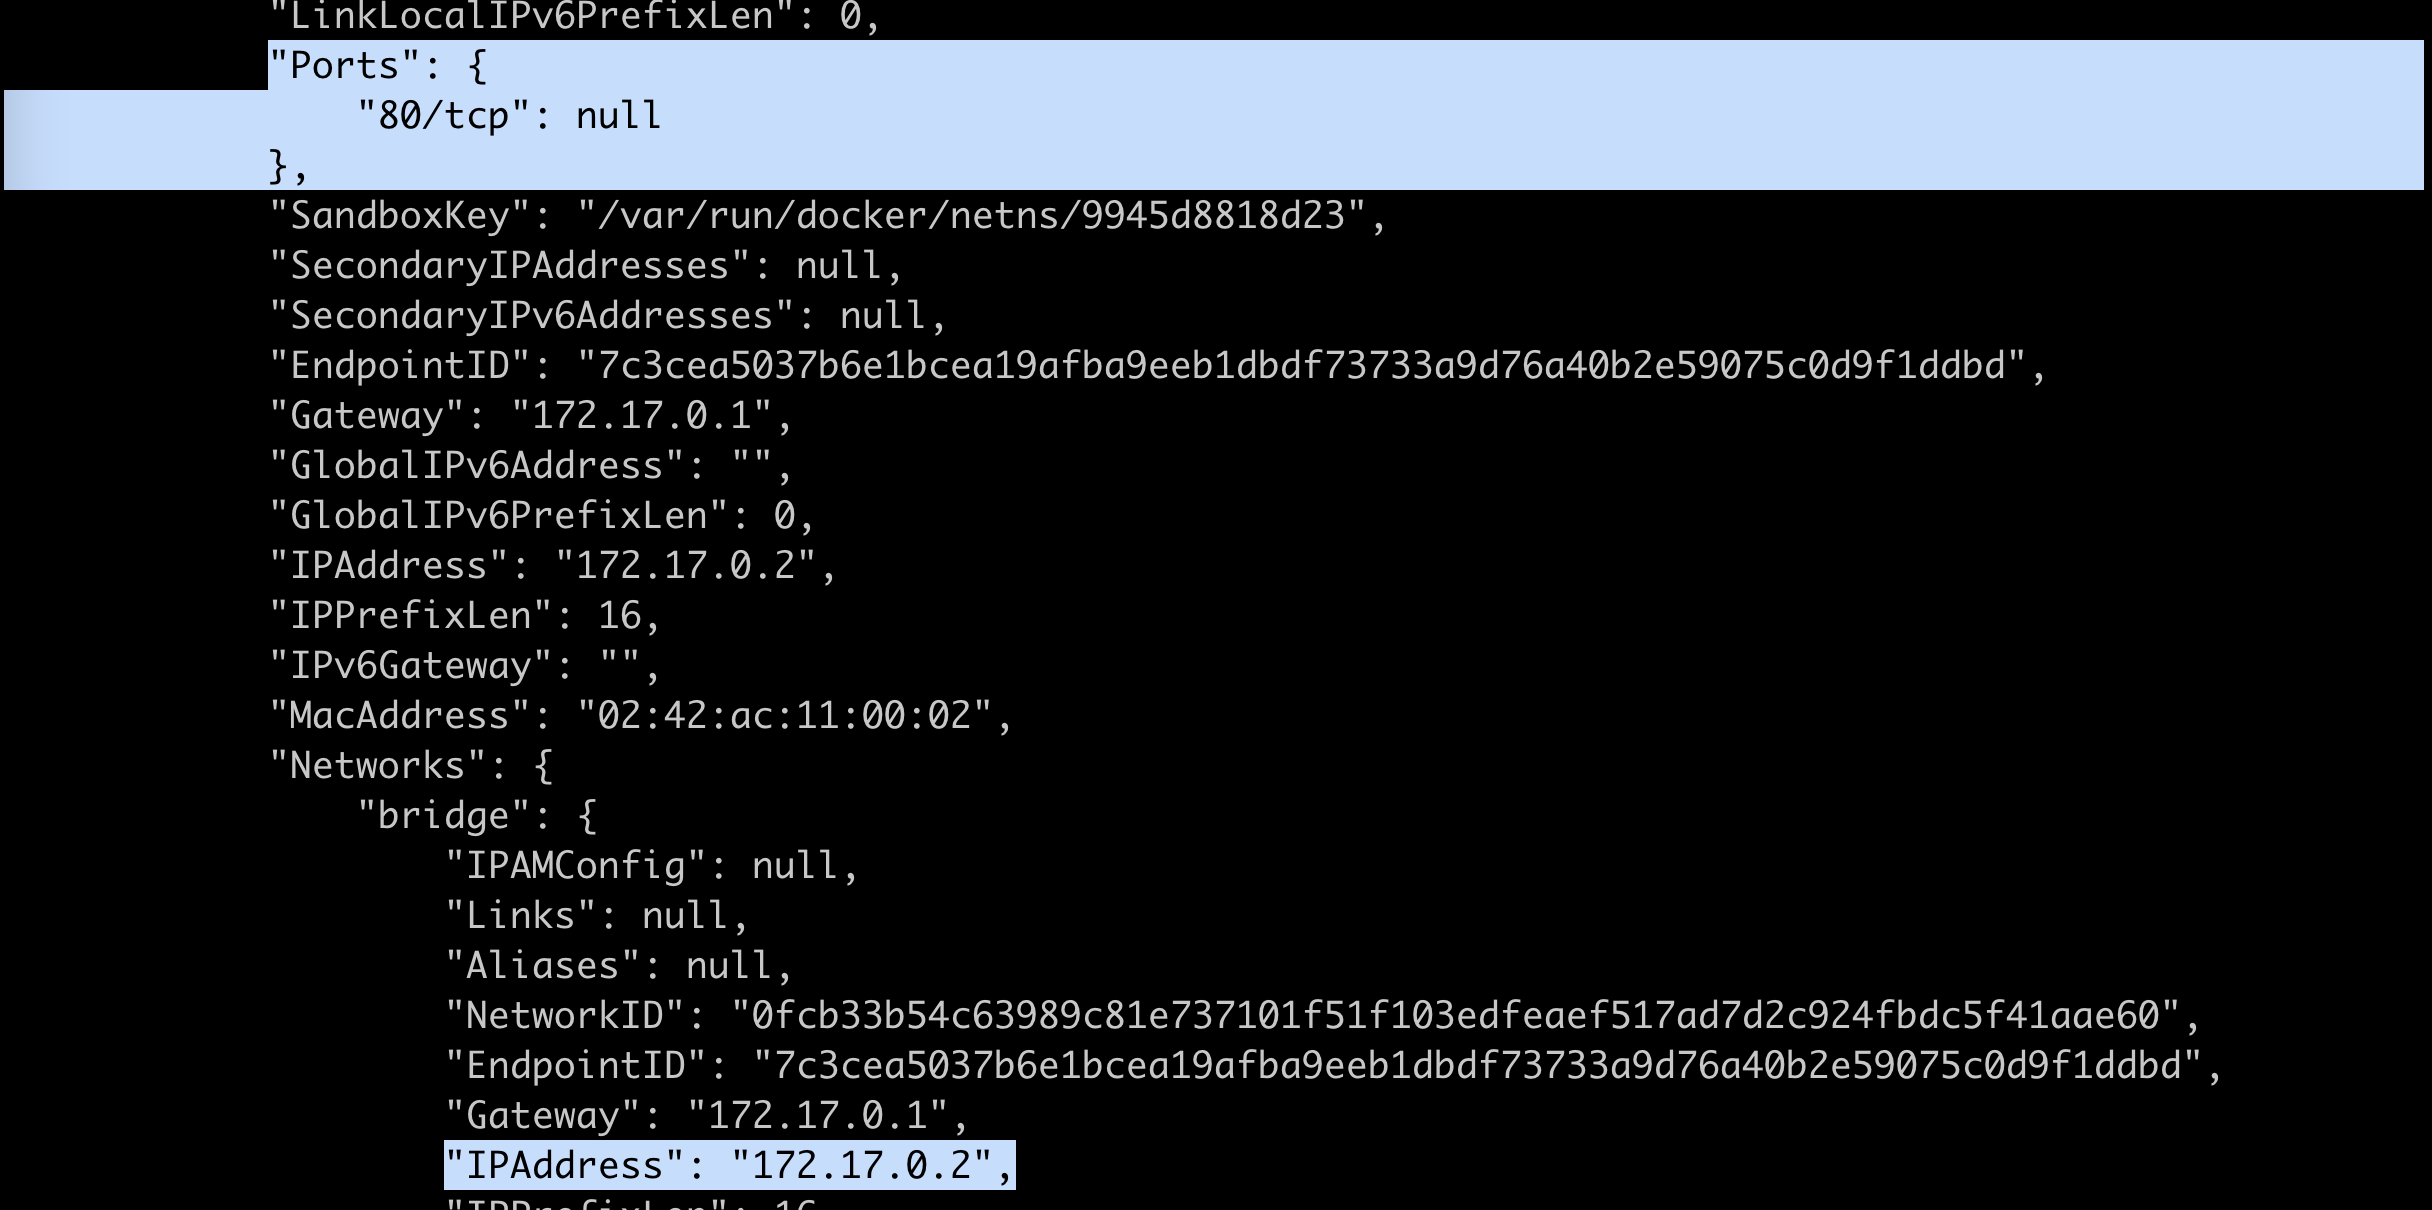 "LinkLocalIPv6PrefixLen": 0,
"Ports": {
"80/tcp": null
},
"SandboxKey": "/var/run/docker/netns/9945d8818d23",
"SecondaryIPAddresses": null,
"SecondaryIPv6Addresses": null,
"EndpointID": "7c3cea5037b6e1bcea19afba9eeb1dbdf73733a9d76a40b2e59075c0d9f1ddbd",
"Gateway": "172.17.0.1",
"GlobalIPv6Address": "",
"GlobalIPv6PrefixLen": 0,
"IPAddress": "172.17.0.2",
"IPPrefixLen": 16,
"IPv6Gateway": "",
"MacAddress": "02:42:ac:11:00:02",
"Networks": {
"bridge": {
"IPAMConfig": null,
"Links": null,
"Aliases": null,
"NetworkID": "0fcb33b54c63989c81e737101f51f103edfeaef517ad7d2c924fbdc5f41aae60",
"EndpointID": "7c3cea5037b6e1bcea19afba9eeb1dbdf73733a9d76a40b2e59075c0d9f1ddbd",
"Gateway": "172.17.0.1",
"IPAddress": "172.17.0.2",
"IPPrefixLen": 16